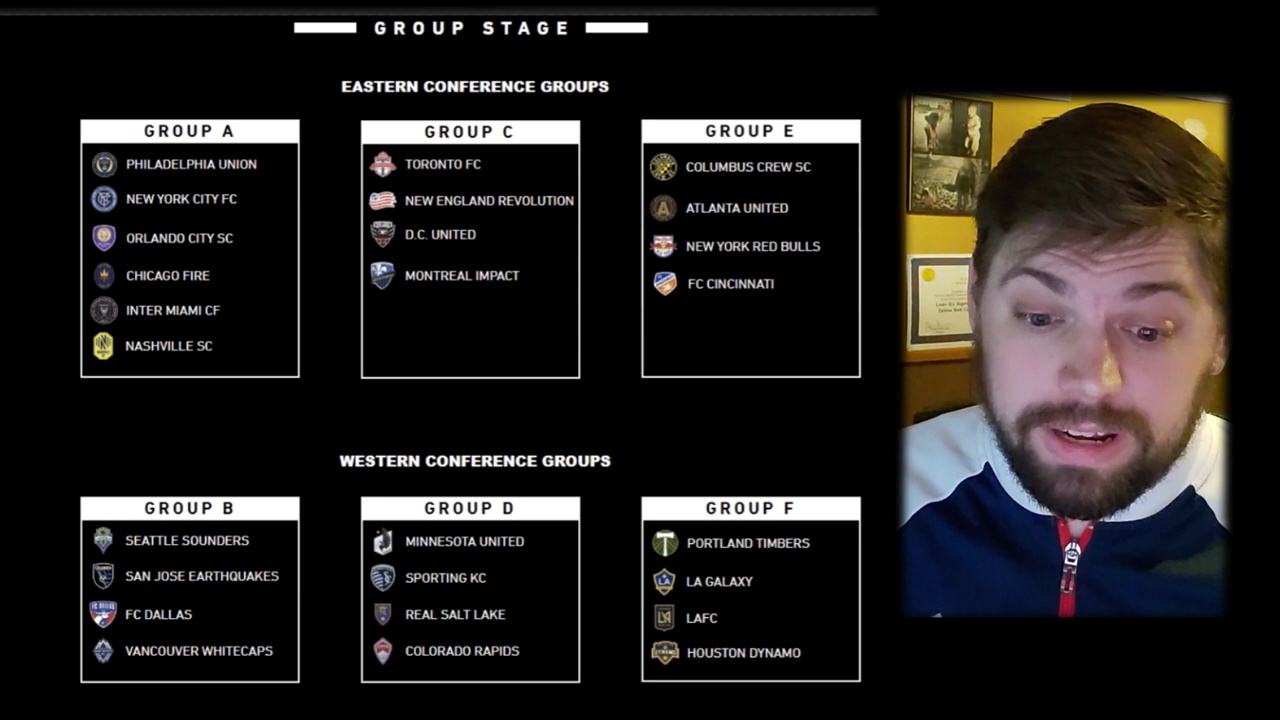 GROUP STAGE
EASTERN CONFERENCE GROUPS
GROUP A
PHILADELPHIA UNION
NEW YORK CITY FC
ORLANDO CITY SC
CHICAGO FIRE
INTER MIAMI CF
NASHVILLE SC
GROUP C
TORONTO FC
NEW ENGLAND REVOLUTION
D.C. UNITED
MONTREAL IMPACT
GROUP E
COLUMBUS CREW SC
ATLANTA UNITED
NEW YORK RED BULLS
FC CINCINNATI
WESTERN CONFERENCE GROUPS
GROUP B
SEATTLE SOUNDERS
SAN JOSE EARTHQUAKES
FC DALLAS
VANCOUVER WHITECAPS
GROUP D
MINNESOTA UNITED
SPORTING KC
REAL SALT LAKE
COLORADO RAPIDS
GROUP F
PORTLAND TIMBERS
LA GALAXY
LAFC
HOUSTON DYNAMO